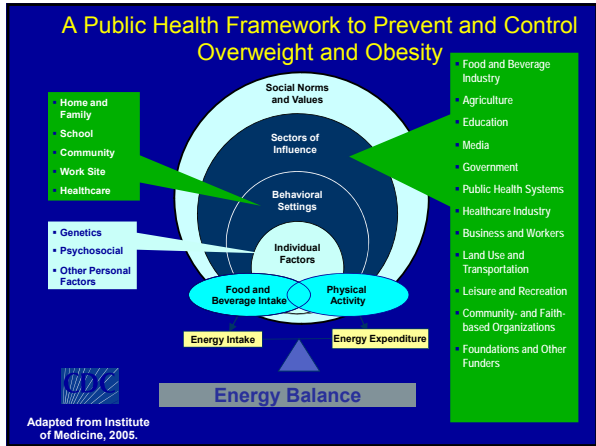 A Public Health Framework to Prevent and Control
Overweight and Obesity
Home and
Family
School
Community
Work Site
Healthcare
Genetics
Psychosocial
Other Personal
Factors
Social Norms
and Values
Sectors of
Influence
Behavioral
Settings
Individual
Factors
Food and
Beverage Intake
Physical
Activity
Energy Intake
Energy Expenditure
Energy Balance
Food and Beverage
Industry
Agriculture
Education
Media
Government
Public Health Systems
Healthcare Industry
Business and Workers
Land Use and
Transportation
Leisure and Recreation
Community- and Faith-
based Organizations
Foundations and Other
Funders
CDC
Adapted from Institute
of Medicine, 2005.